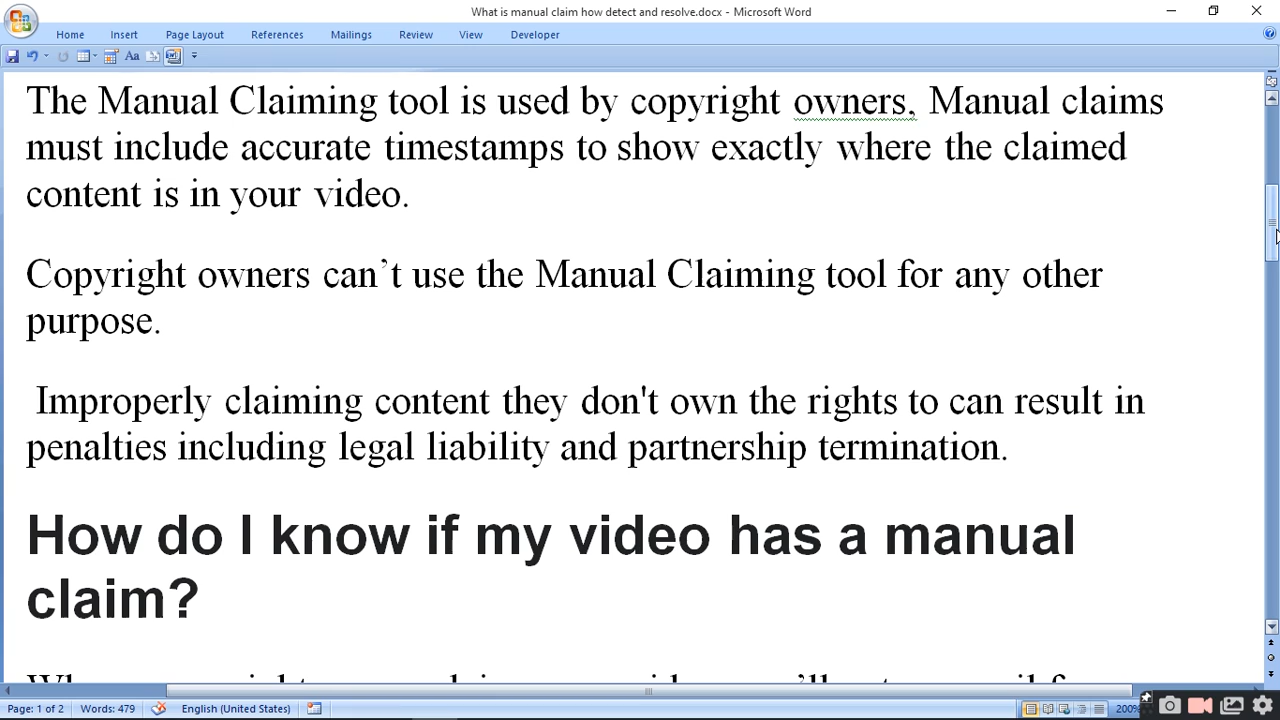 What is manual claim how detect and resolve.docx - Microsoft Word
Home Insert Page Layout References Mailings Review View Developer
Aa
The Manual Claiming tool is used by copyright owners, Manual claims
must include accurate timestamps to show exactly where the claimed
content is in your video.
Copyright owners can’t use the Manual Claiming tool for any other
purpose.
Improperly claiming content they don't own the rights to can result in
penalties including legal liability and partnership termination.
How do I know if my video has a manual
claim?
Page: 1 of 2 Words: 479 English (United States) 200%